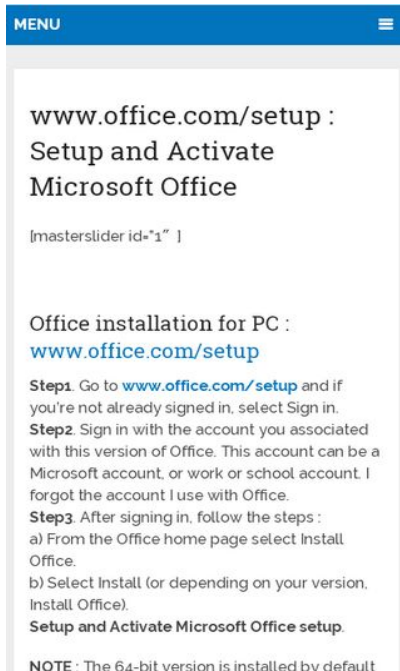 MENU
www.office.com/setup :
Setup and Activate
Microsoft Office
[masterslider id="1″ ]
Office installation for PC :
www.office.com/setup
Step1. Go to www.office.com/setup and if
you're not already signed in, select Sign in.
Step2. Sign in with the account you associated
with this version of Office. This account can be a
Microsoft account, or work or school account. I
forgot the account I use with Office.
Step3. After signing in, follow the steps :
a) From the Office home page select Install
Office.
b) Select Install (or depending on your version,
Install Office).
Setup and Activate Microsoft Office setup.
NOTE : The 64-bit version is installed by default